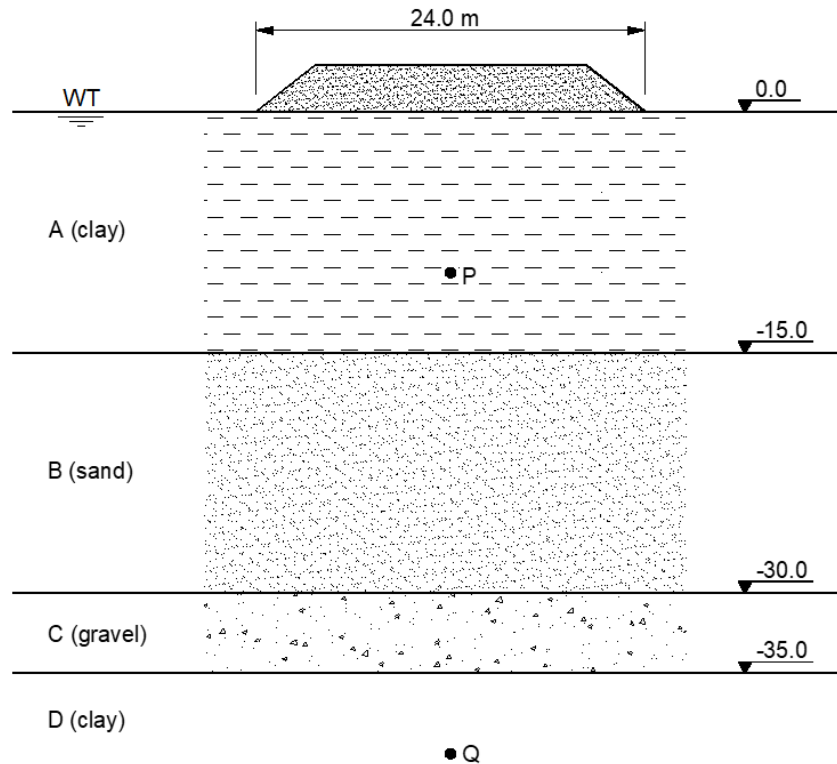 24.0 m
WT
0.0
A (clay)
P
-15.0
B (sand)
-30.0
C (gravel)
-35.0
D (clay)
Q